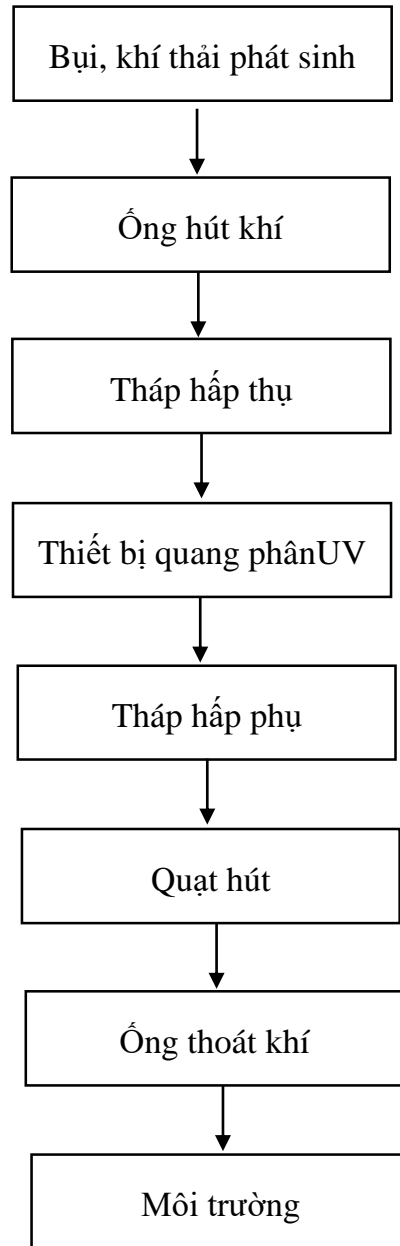 Bụi, khí thải phát sinh
Ống hút khí
Tháp hấp thụ
Thiết bị quang phânUV
Tháp hấp phụ
Quạt hút
Ống thoát khí
Môi trường